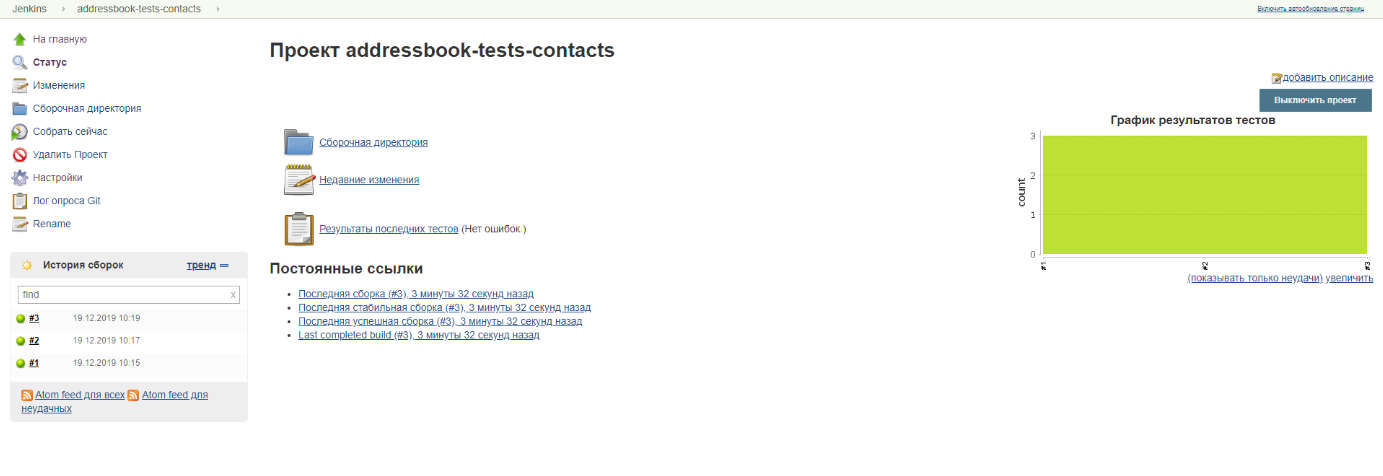 Jenkins addressbook-tests-contacts
Включить автообновление страниц
На главную
Статус
Изменения
Сборочная директория
Собрать сейчас
Удалить Проект
Настройки
Лог опроса Git
Rename
История сборок тренд
find x
#3 19.12.2019 10:19
#2 19.12.2019 10:17
#1 19.12.2019 10:15
Atom feed для всех Atom feed для
неудачных
Проект addressbook-tests-contacts
добавить описание
Выключить проект
Сборочная директория
Недавние изменения
Результаты последних тестов (Нет ошибок.)
Постоянные ссылки
Последняя сборка (#3), 3 минуты 32 секунд назад
Последняя стабильная сборка (#3), 3 минуты 32 секунд назад
Последняя успешная сборка (#3), 3 минуты 32 секунд назад
Last completed build (#3), 3 минуты 32 секунд назад
График результатов тестов
count
3
2
1
0
#1 #2 #3
(показывать только неудачи) увеличить